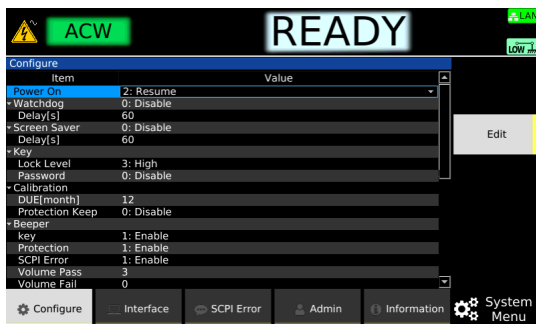 ACW READY LAN
LOW
Configure
Item Value
Power On 2: Resume
Watchdog 0: Disable
Delay[s] 60
Screen Saver 0: Disable
Delay[s] 60
Key
Lock Level 3: High
Password 0: Disable
Calibration
DUE[month] 12
Protection Keep 0: Disable
Beeper
key 1: Enable
Protection 1: Enable
SCPI Error 1: Enable
Volume Pass 3
Volume Fail 0
Edit
Configure Interface SCPI Error Admin Information System Menu